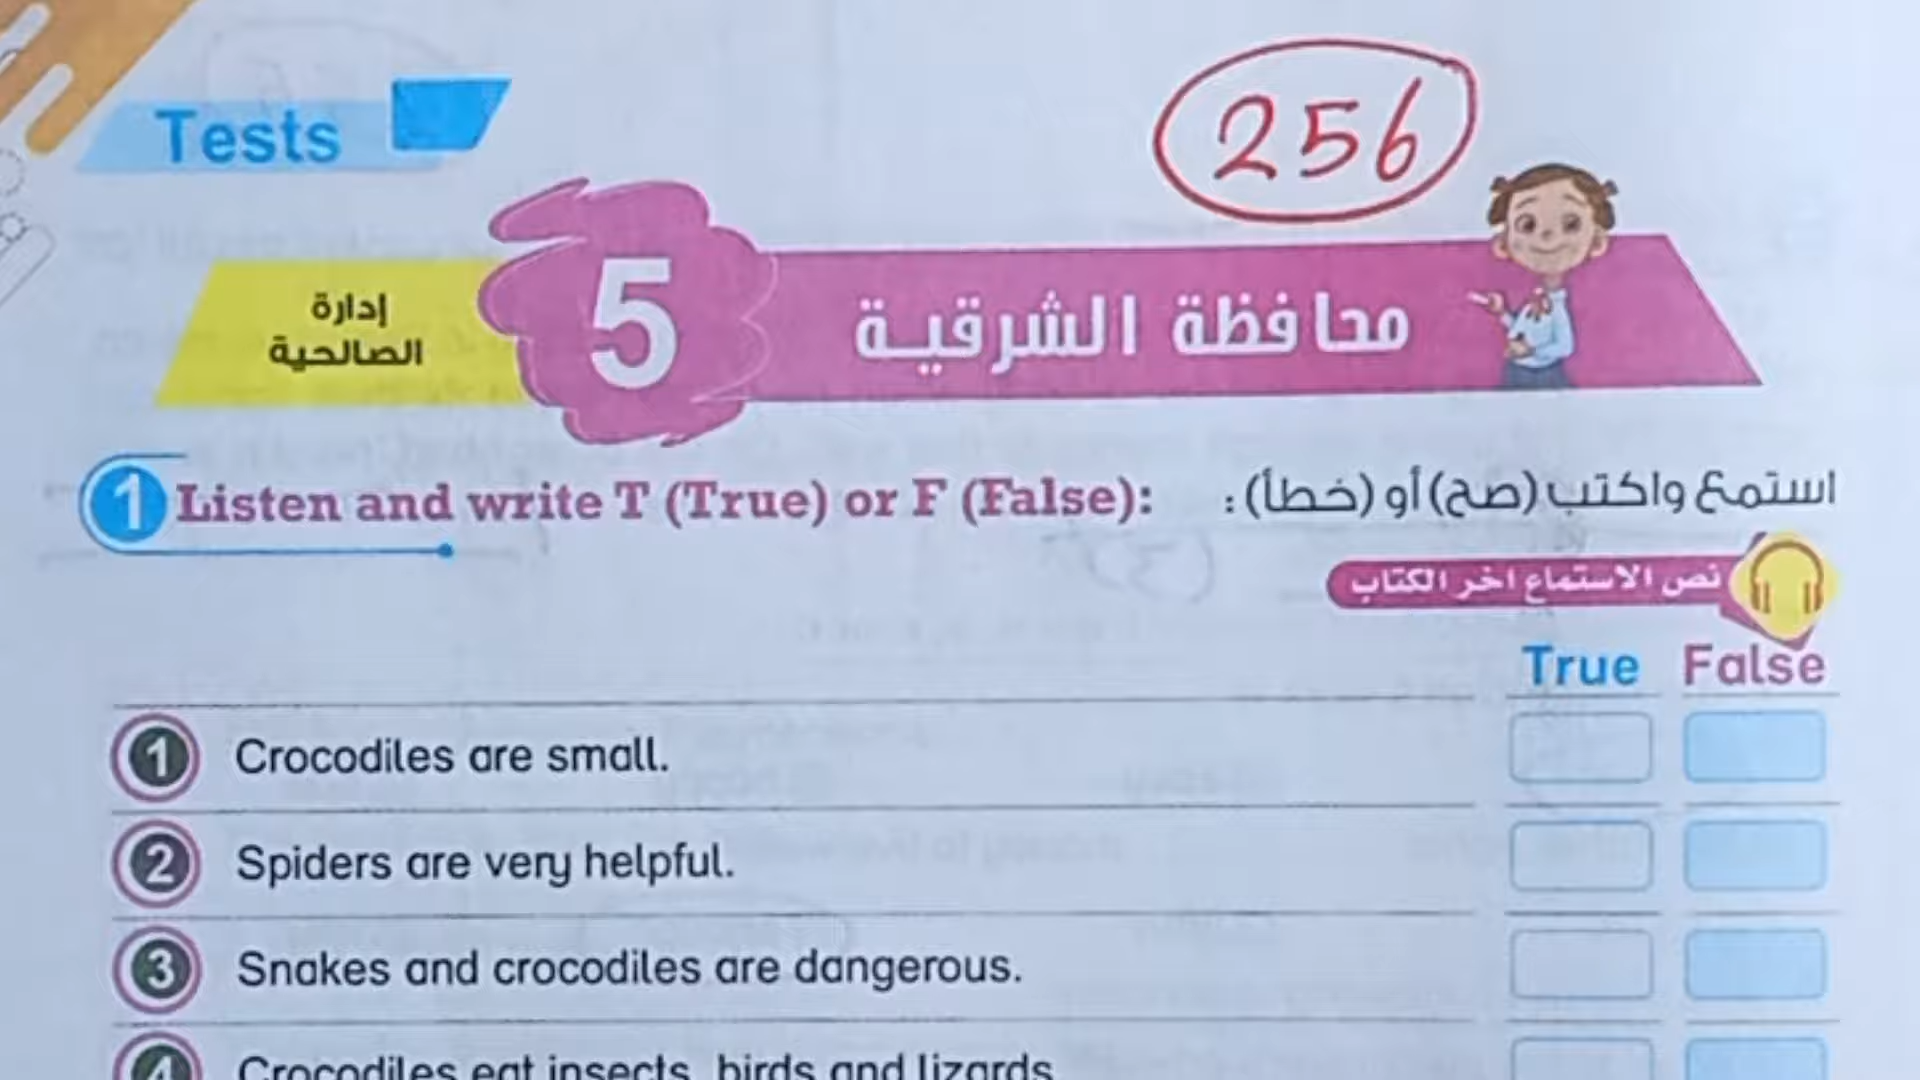 Tests
256
إدارة
الصالحية
5
محافظة الشرقية
1 Listen and write T (True) or F (False):
استمع واكتب (صح) أو (خطأ) :
نص الاستماع اخر الكتاب
True False
1 Crocodiles are small.
2 Spiders are very helpful.
3 Snakes and crocodiles are dangerous.
4 Crocodiles eat insects, birds and lizards